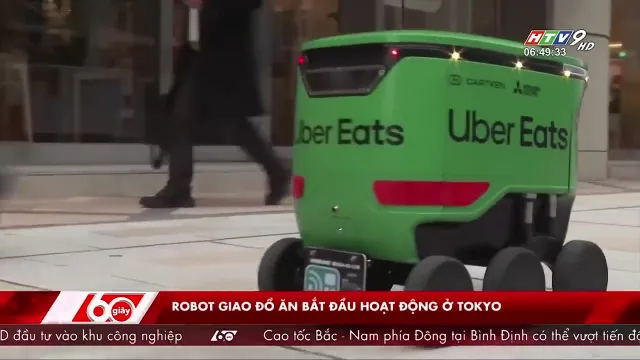 HTV9 HD
06:49:33
CARTKEN
Uber Eats
Uber Eats
60 giây
ROBOT GIAO ĐỒ ĂN BẮT ĐẦU HOẠT ĐỘNG Ở TOKYO
D đầu tư vào khu công nghiệp 60 Cao tốc Bắc - Nam phía Đông tại Bình Định có thể vượt tiến đ